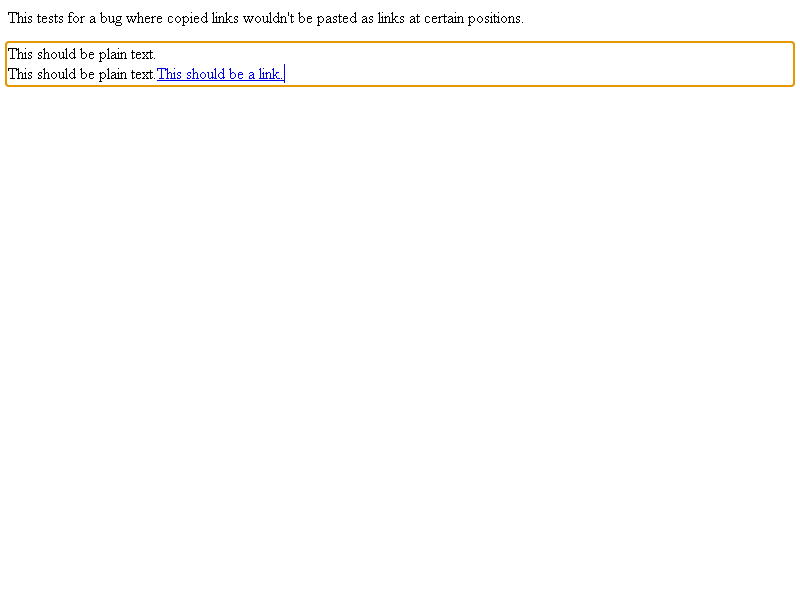 This tests for a bug where copied links wouldn't be pasted as links at certain positions.
This should be plain text.
This should be plain text.This should be a link.